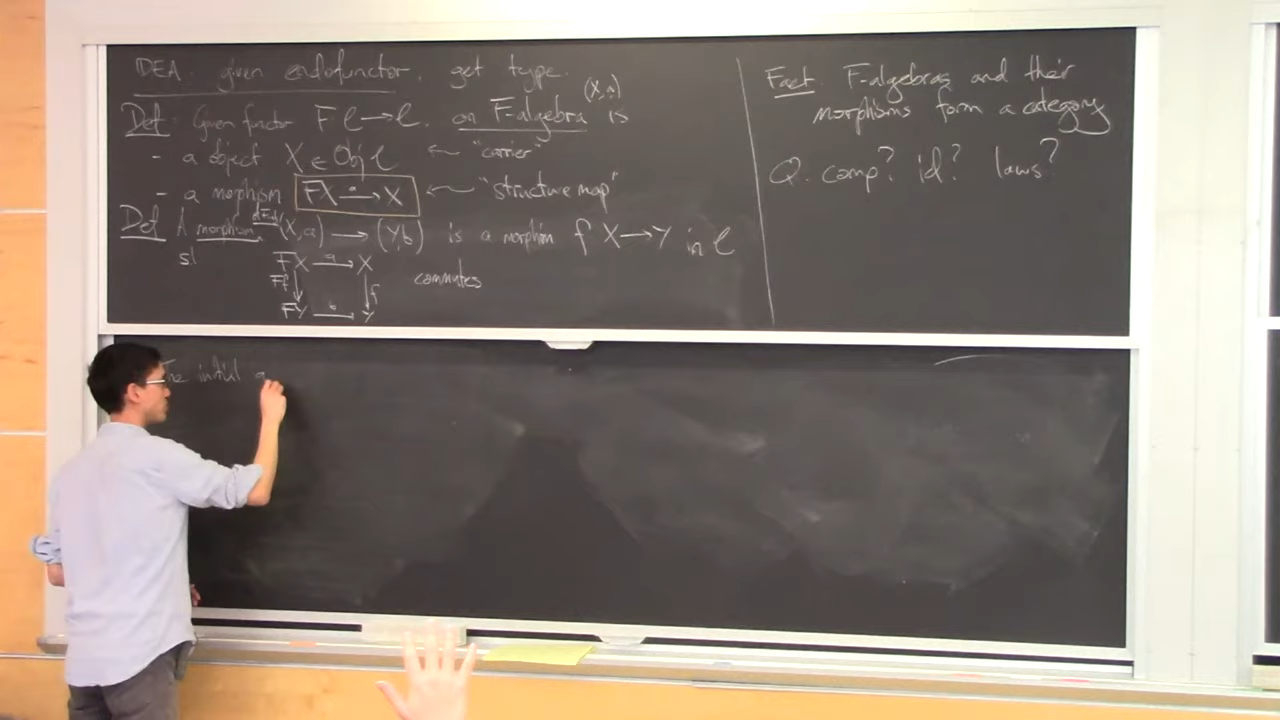 IDEA. given endofunctor, get type.
Def. Given functor F C→C, an F-algebra (X,a) is
- a object X ∈ Obj C ← "carrier"
- a morphism FX -a→ X ← "structure map"
Def A morphism (X,a) → (Y,b) is a morphism f X→Y in C
st
FX -a→ X
Ff f commutes
FY -b→ Y
Fact. F-algebras and their
morphisms form a category
Q. comp? id? laws?
The initial a